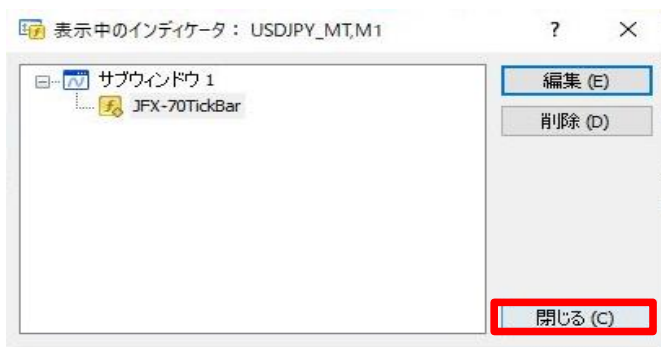 表示中のインディケータ： USDJPY_MT,M1
? ×
サブウィンドウ 1
JFX-70TickBar
編集 (E)
削除 (D)
閉じる (C)